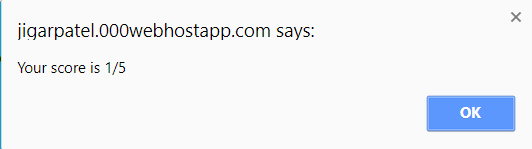 jigarpatel.000webhostapp.com says:
Your score is 1/5
OK